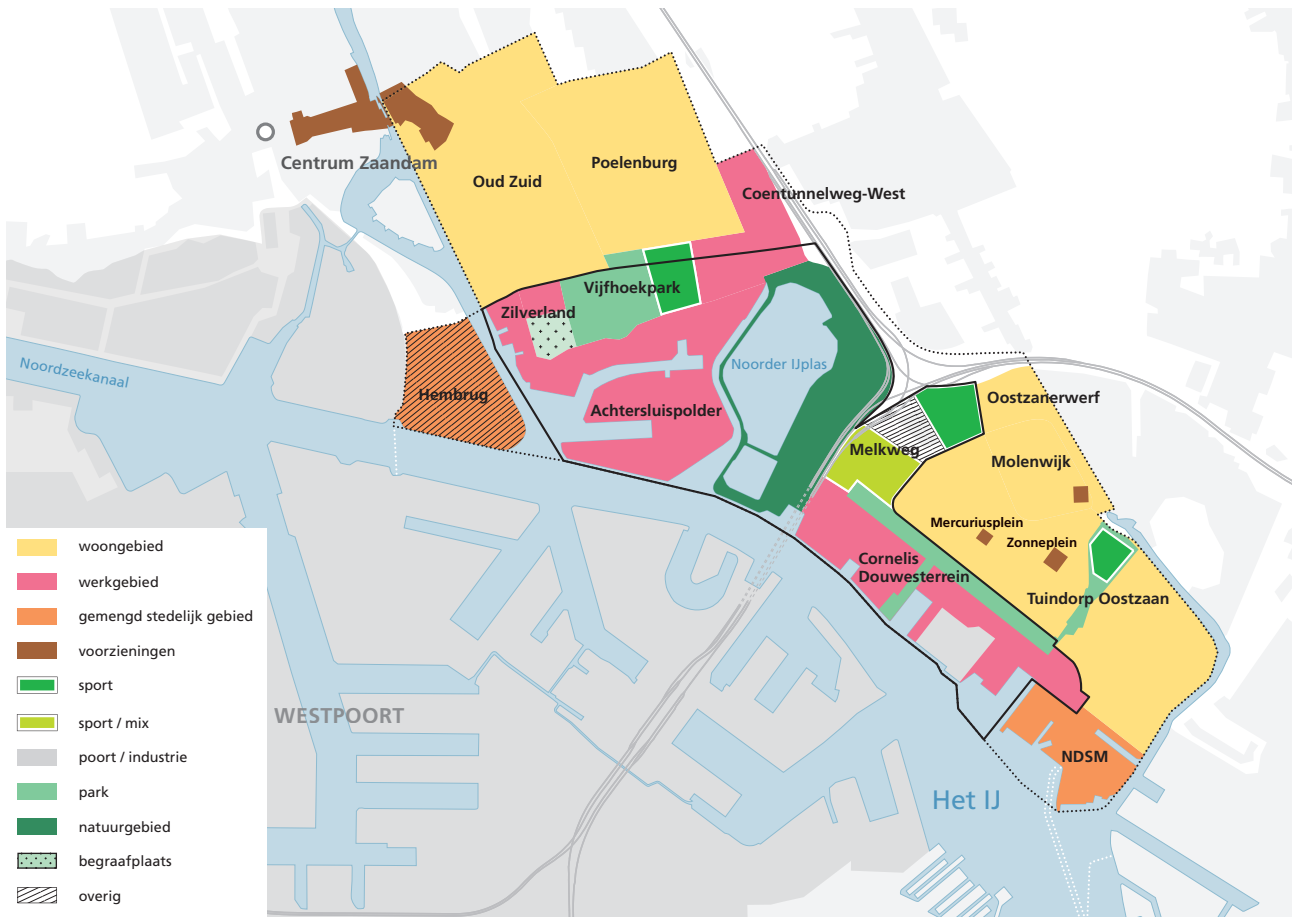 Centrum Zaandam
Oud Zuid
Poelenburg
Coentunnelweg-West
Vijfhoekpark
Zilverland
Noordzeekanaal
Noorder IJplas
Hembrug
Achtersluispolder
Oostzanerwerf
Melkweg
Molenwijk
Mercuriusplein
Zonneplein
Cornelis
Douwesterrein
Tuindorp Oostzaan
WESTPOORT
NDSM
Het IJ
woongebied
werkgebied
gemengd stedelijk gebied
voorzieningen
sport
sport / mix
poort / industrie
park
natuurgebied
begraafplaats
overig